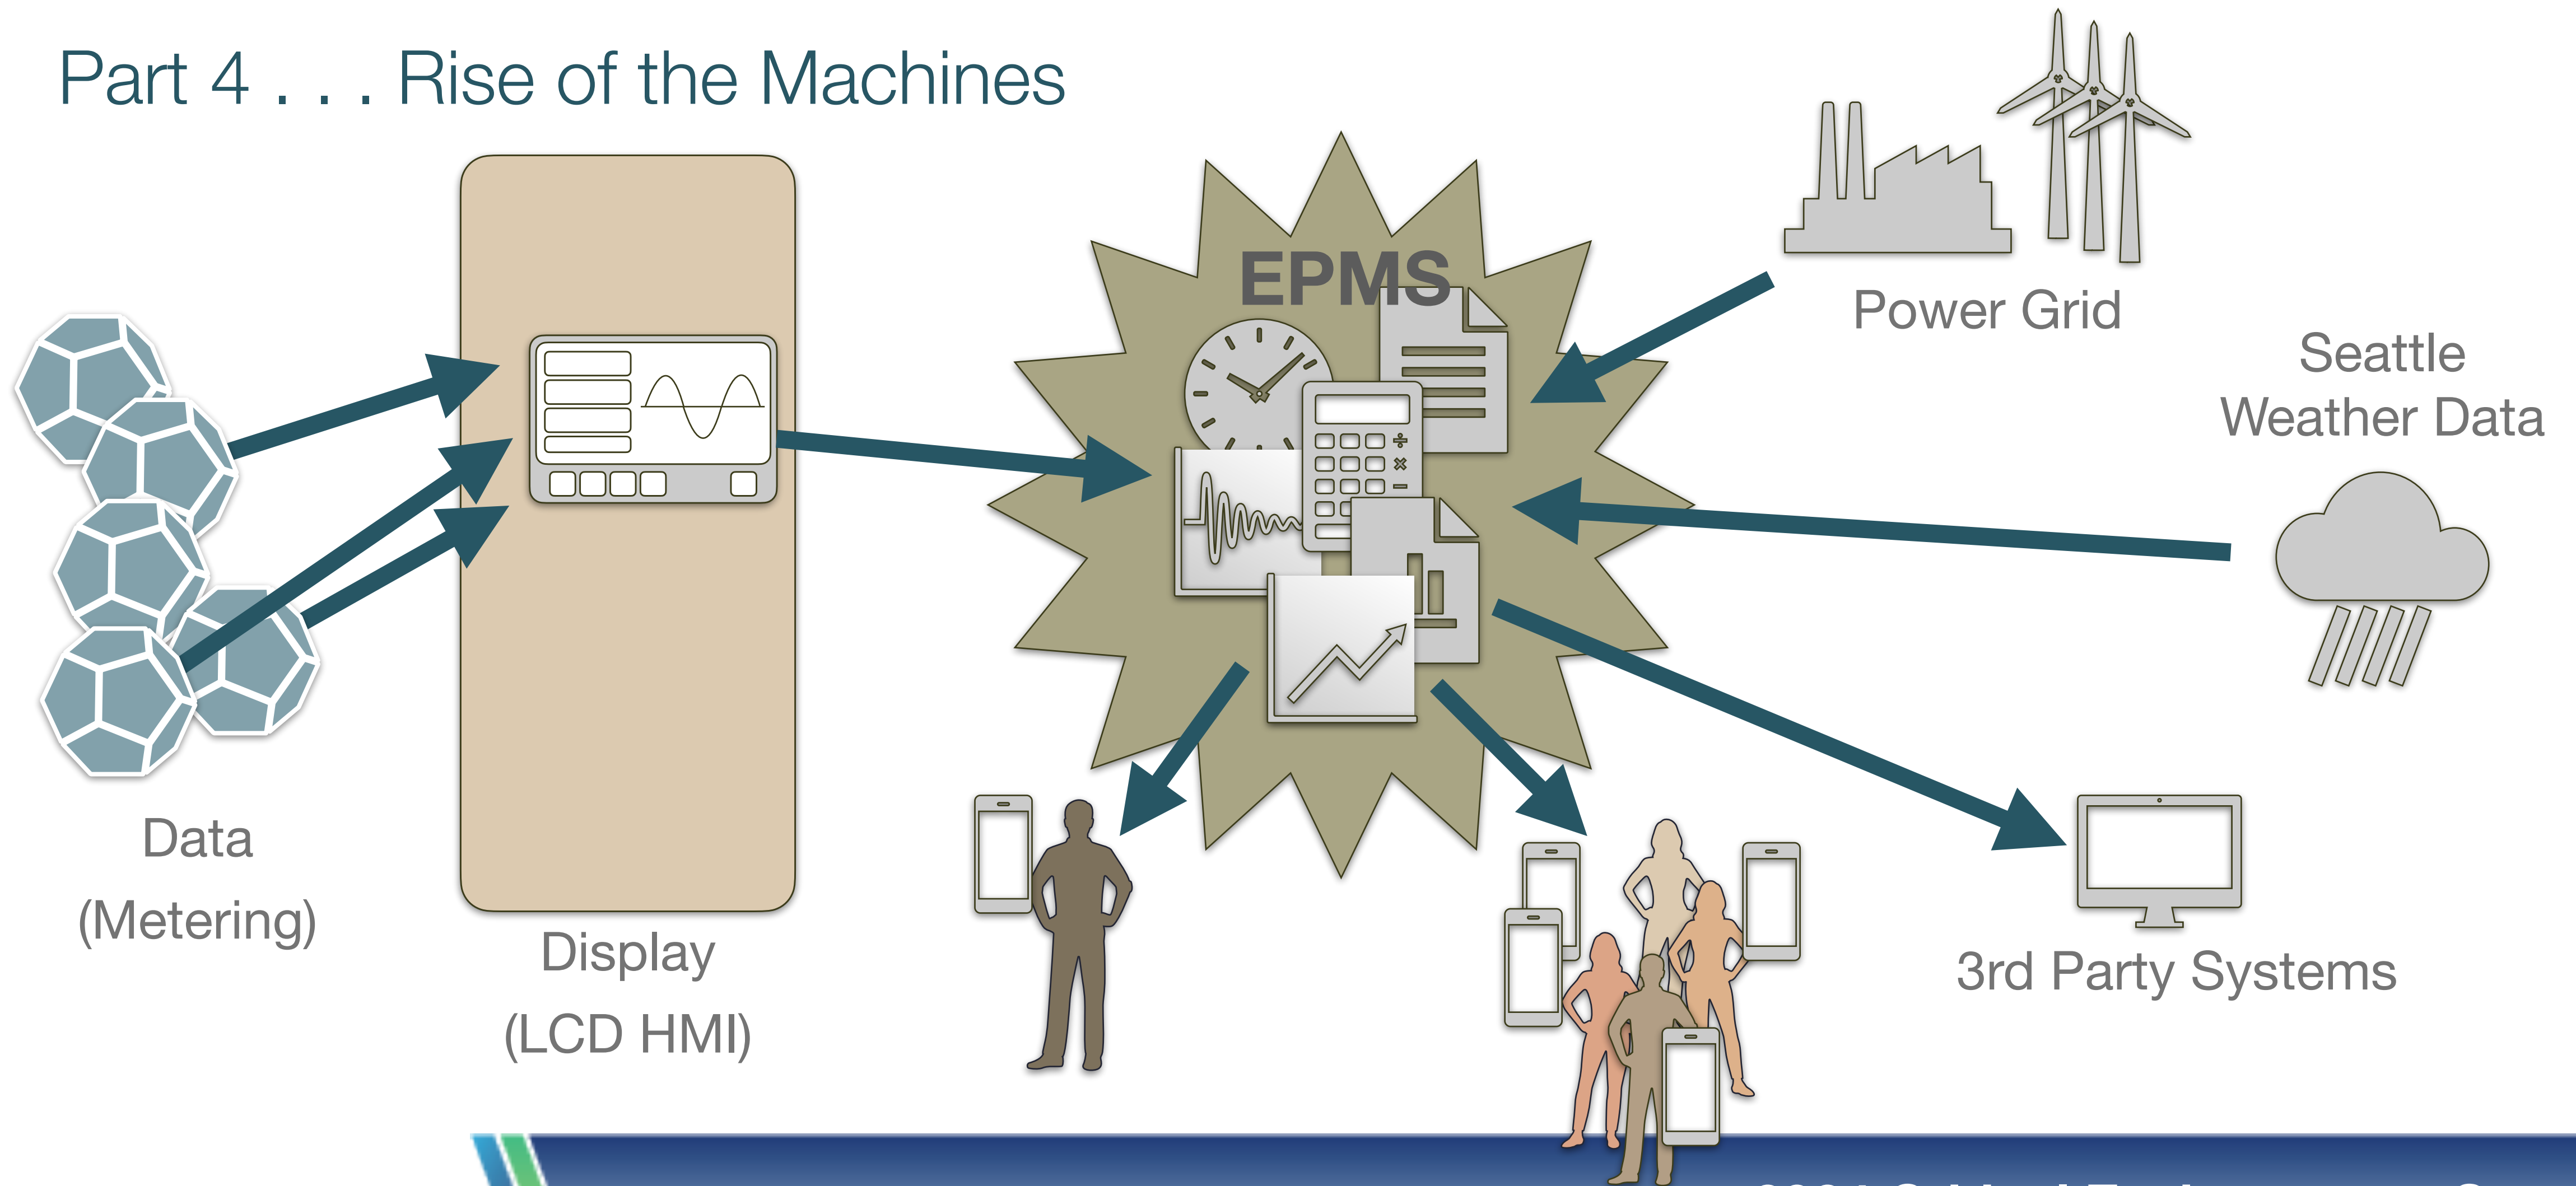 Part 4 . . . Rise of the Machines
EPMS
Power Grid
Seattle
Weather Data
Data
(Metering)
Display
(LCD HMI)
3rd Party Systems